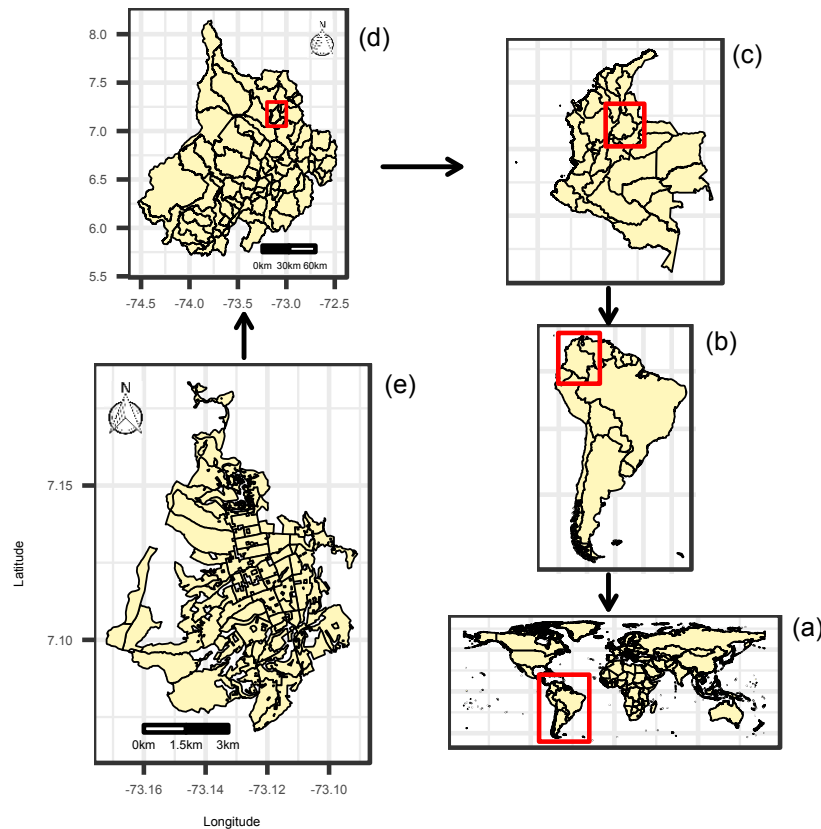 N
(d)
8.0
7.5
7.0
6.5
6.0
5.5
0km 30km 60km
-74.5 -74.0 -73.5 -73.0 -72.5
(c)
(b)
(a)
(e)
N
7.15
7.10
Latitude
0km 1.5km 3km
-73.16 -73.14 -73.12 -73.10
Longitude